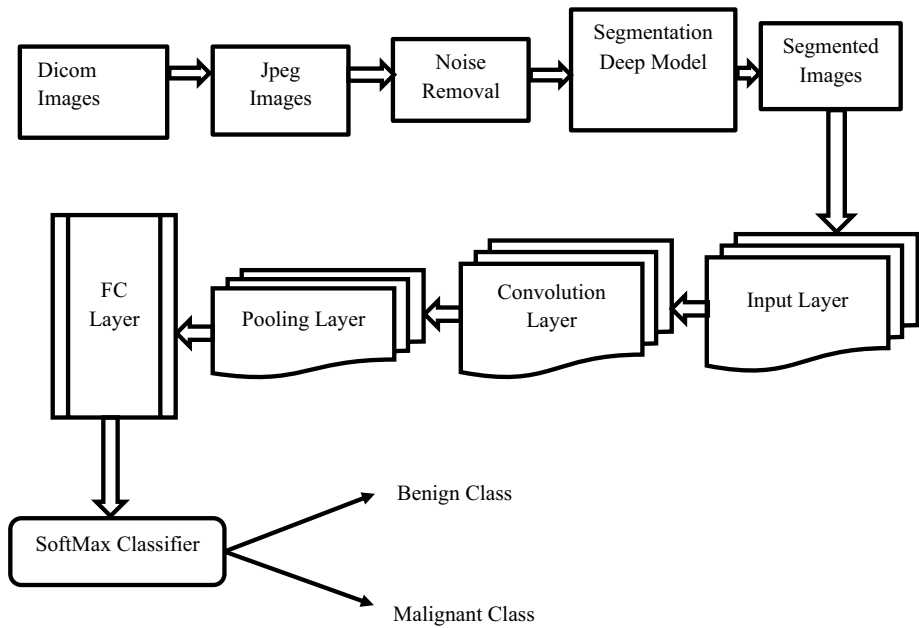 Dicom
Images
Jpeg
Images
Noise
Removal
Segmentation
Deep Model
Segmented
Images
Input Layer
Convolution
Layer
Pooling Layer
FC
Layer
SoftMax Classifier
Benign Class
Malignant Class